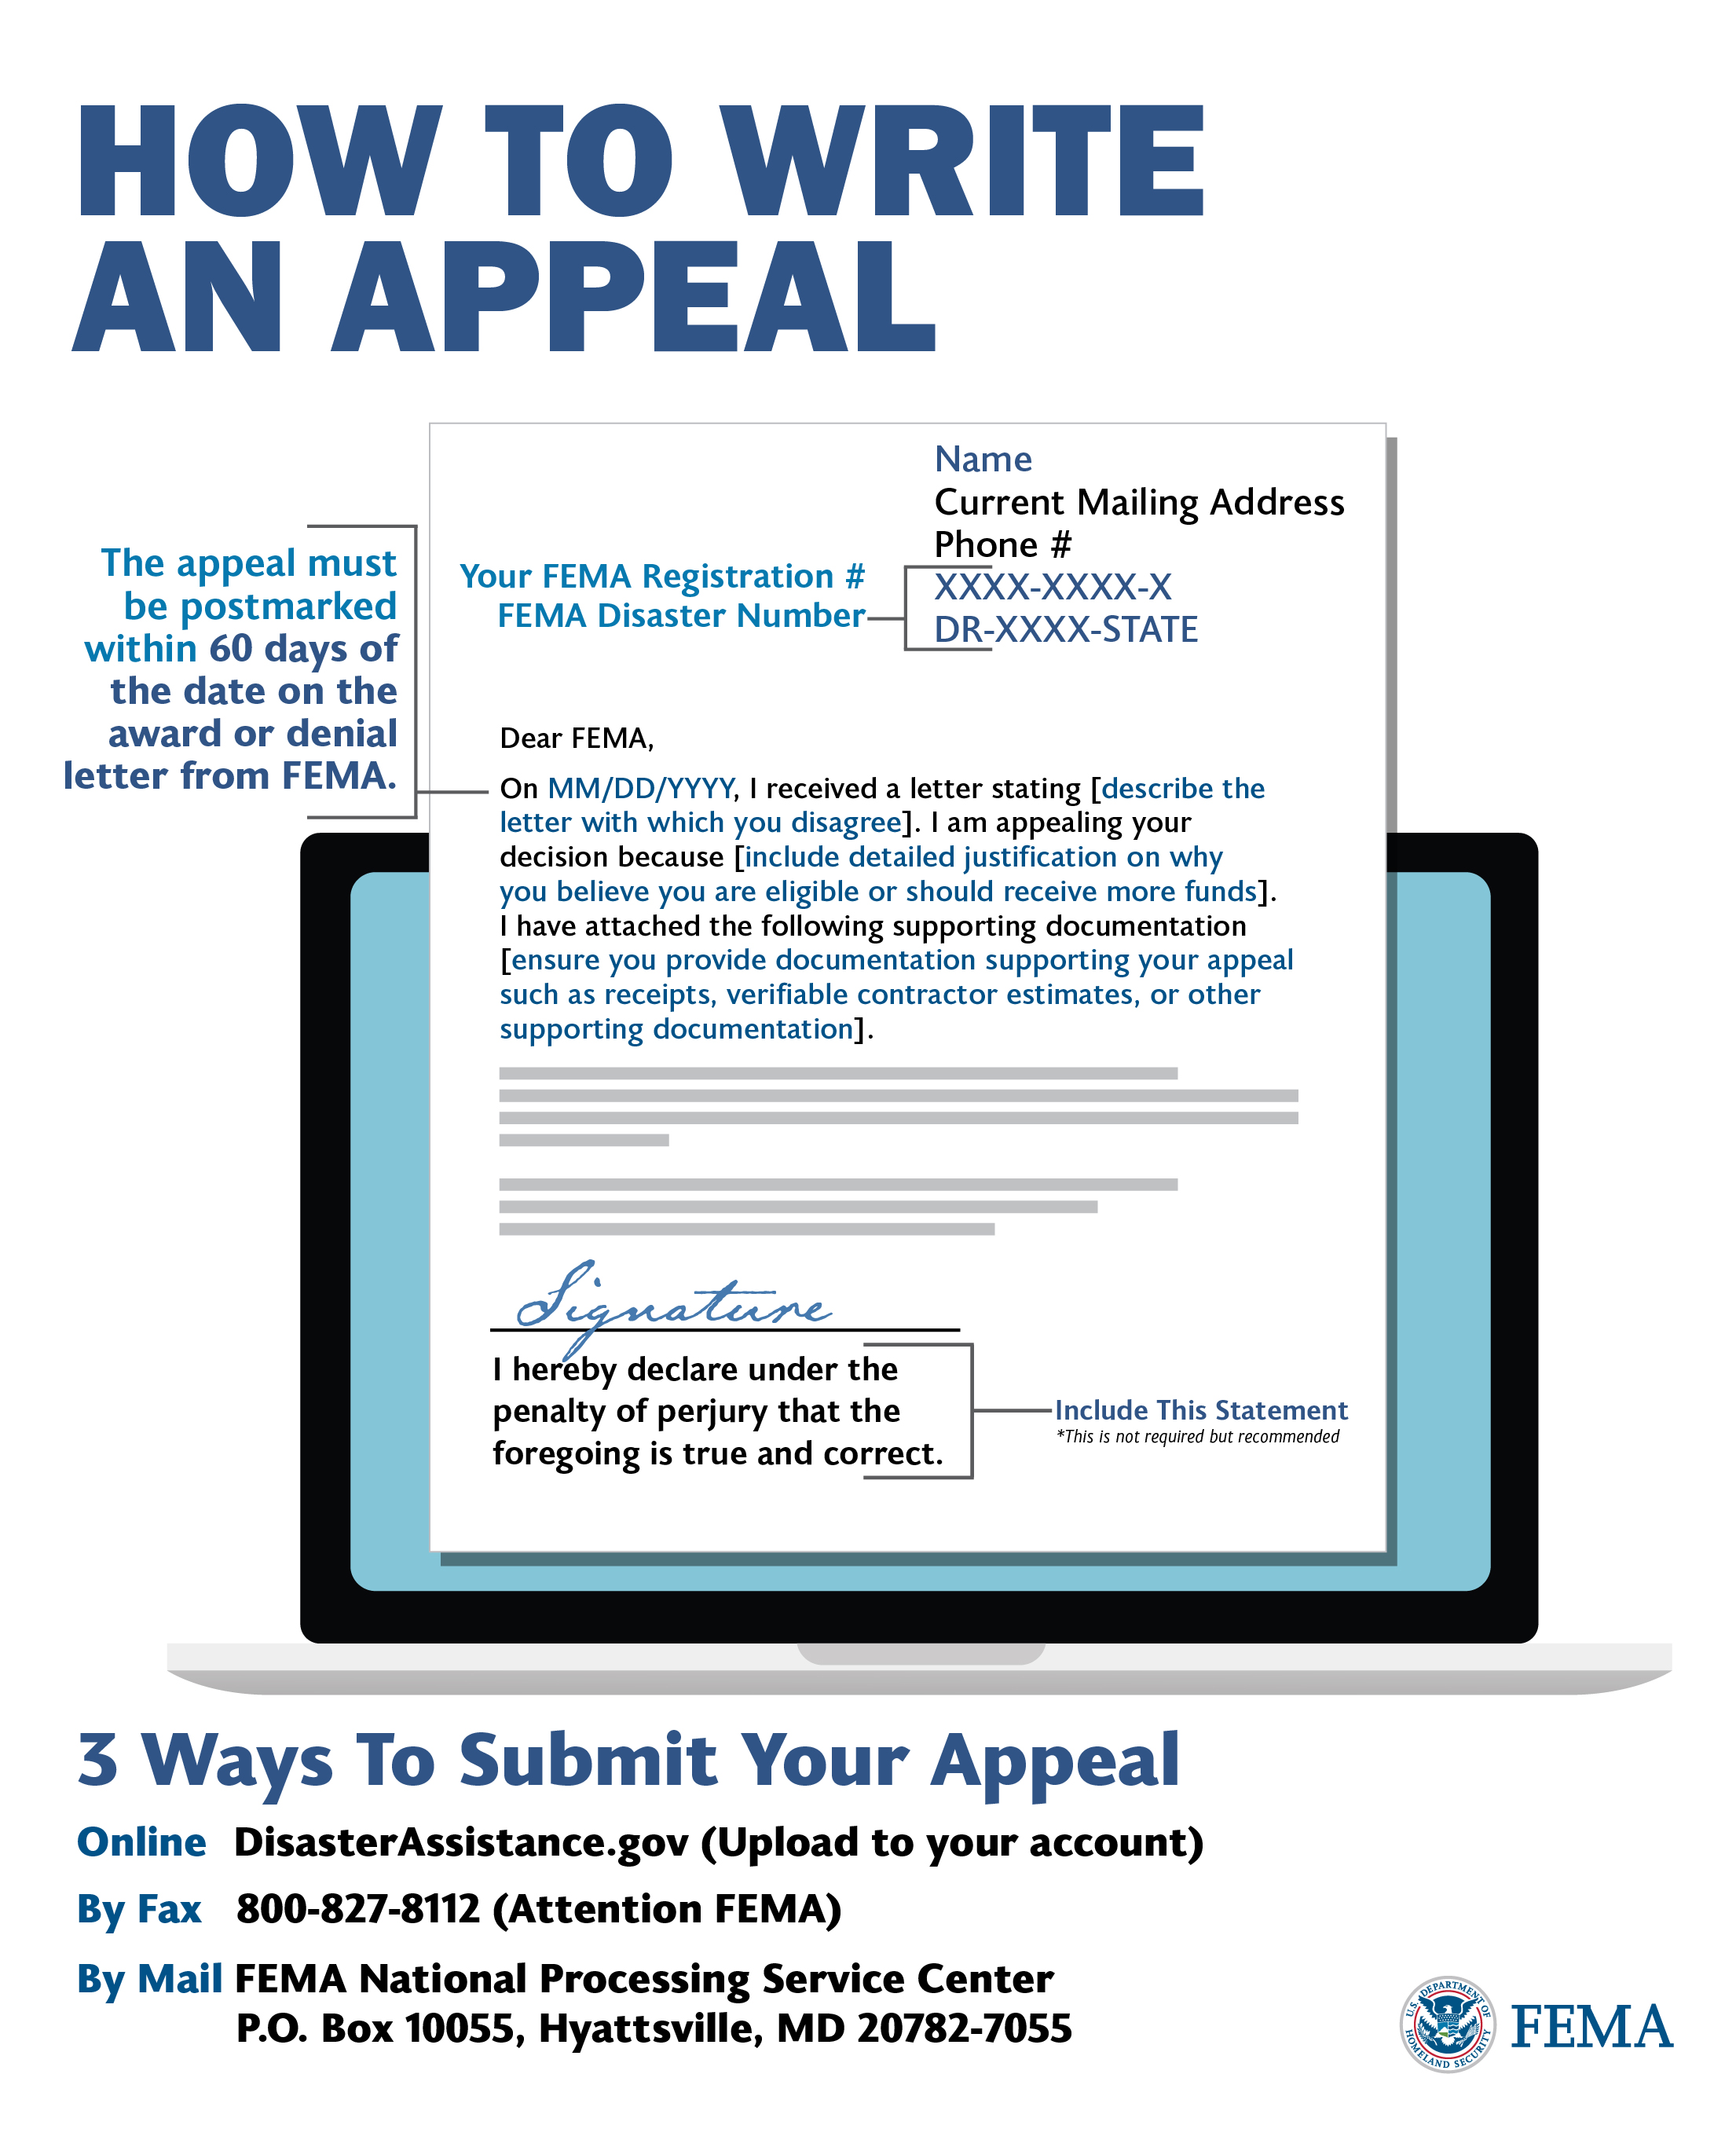 HOW TO WRITE
AN APPEAL
Name
Current Mailing Address
Phone #
Your FEMA Registration #
XXXX-XXXX-X
FEMA Disaster Number
DR-XXXX-STATE
The appeal must
be postmarked
within 60 days of
the date on the
award or denial
letter from FEMA.
Dear FEMA,
On MM/DD/YYYY, I received a letter stating [describe the
letter with which you disagree]. I am appealing your
decision because [include detailed justification on why
you believe you are eligible or should receive more funds].
I have attached the following supporting documentation
[ensure you provide documentation supporting your appeal
such as receipts, verifiable contractor estimates, or other
supporting documentation].
Signature
I hereby declare under the
penalty of perjury that the
foregoing is true and correct.
Include This Statement
*This is not required but recommended
3 Ways To Submit Your Appeal
Online DisasterAssistance.gov (Upload to your account)
By Fax 800-827-8112 (Attention FEMA)
By Mail FEMA National Processing Service Center
P.O. Box 10055, Hyattsville, MD 20782-7055
U.S. DEPARTMENT OF
HOMELAND SECURITY
FEMA